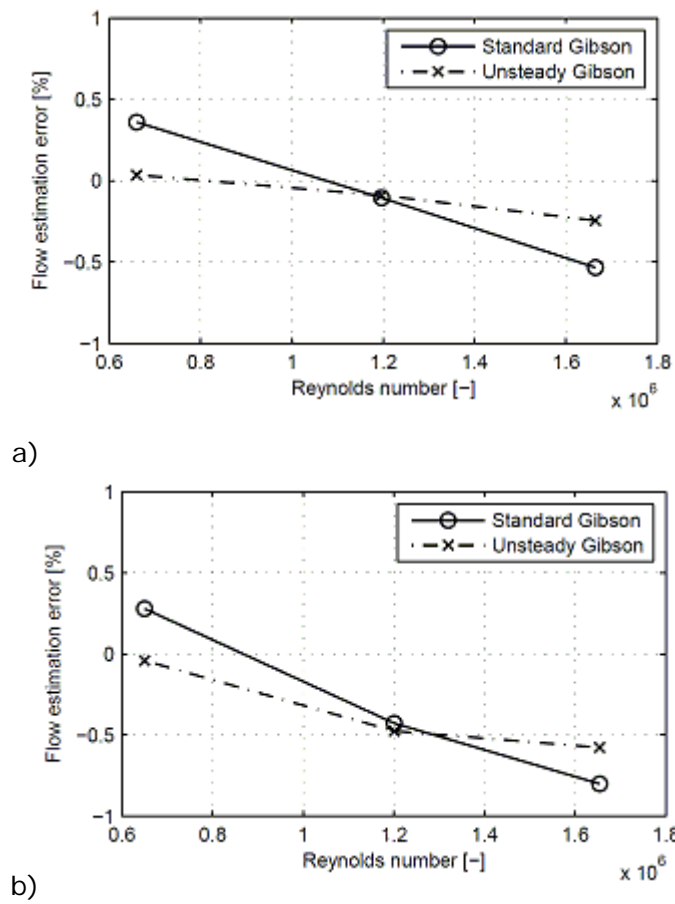 1
0.5
0
−0.5
−1
Flow estimation error [%]
Standard Gibson
Unsteady Gibson
0.6 0.8 1 1.2 1.4 1.6 1.8
Reynolds number [−]
x 10^6
a)
1
0.5
0
−0.5
−1
Flow estimation error [%]
Standard Gibson
Unsteady Gibson
0.6 0.8 1 1.2 1.4 1.6 1.8
Reynolds number [−]
x 10^6
b)